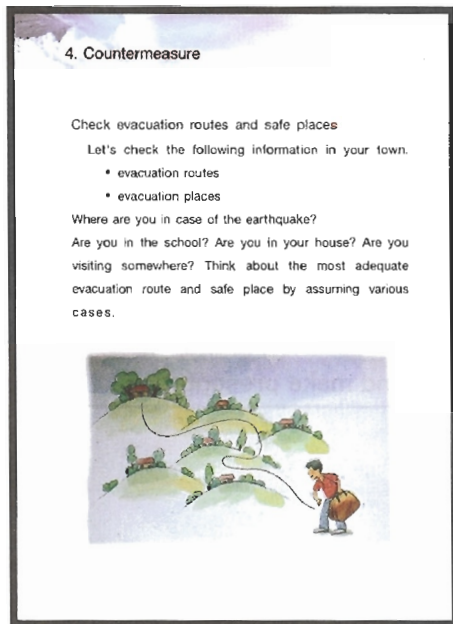 4. Countermeasure
Check evacuation routes and safe places
Let's check the following information in your town.
• evacuation routes
• evacuation places
Where are you in case of the earthquake?
Are you in the school? Are you in your house? Are you
visiting somewhere? Think about the most adequate
evacuation route and safe place by assuming various
cases.